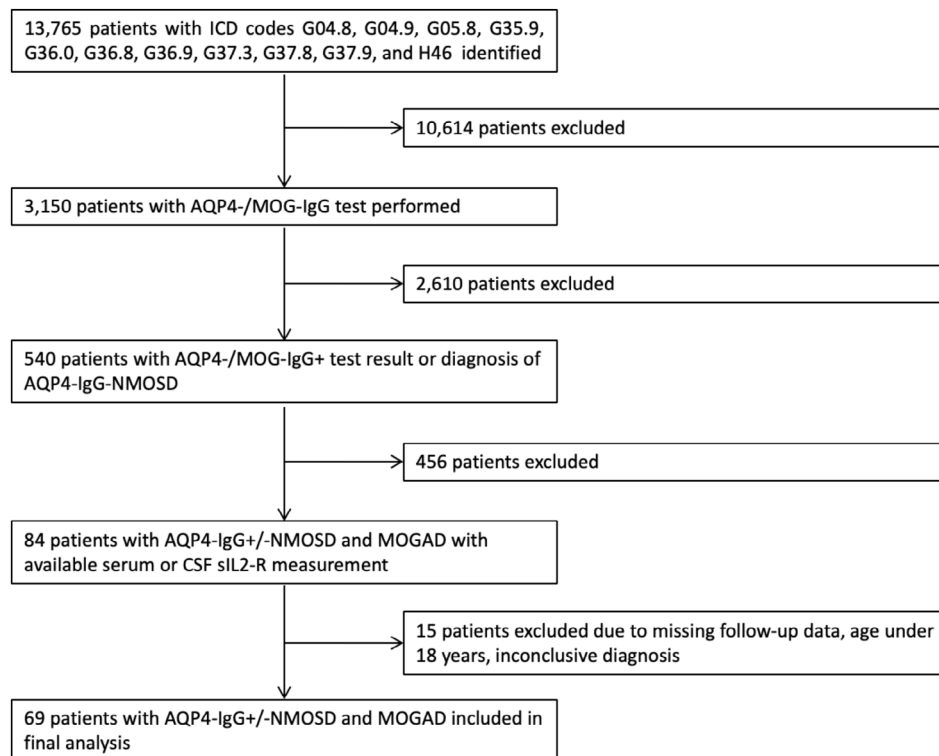 13,765 patients with ICD codes G04.8, G04.9, G05.8, G35.9,
G36.0, G36.8, G36.9, G37.3, G37.8, G37.9, and H46 identified
10,614 patients excluded
3,150 patients with AQP4-/MOG-IgG test performed
2,610 patients excluded
540 patients with AQP4-/MOG-IgG+ test result or diagnosis of
AQP4-IgG-NMOSD
456 patients excluded
84 patients with AQP4-IgG+/-NMOSD and MOGAD with
available serum or CSF sIL2-R measurement
15 patients excluded due to missing follow-up data, age under
18 years, inconclusive diagnosis
69 patients with AQP4-IgG+/-NMOSD and MOGAD included in
final analysis